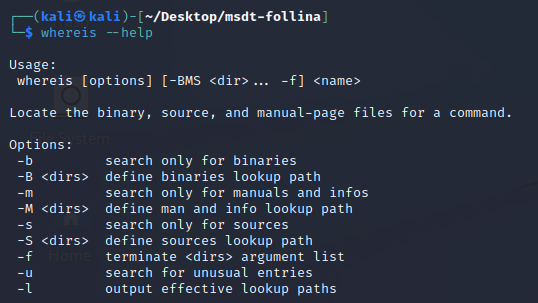 ┌──(kali㉿kali)-[~/Desktop/msdt-follina]
└─$ whereis --help

Usage:
 whereis [options] [-BMS <dir>... -f] <name>

Locate the binary, source, and manual-page files for a command.

Options:
 -b         search only for binaries
 -B <dirs>  define binaries lookup path
 -m         search only for manuals and infos
 -M <dirs>  define man and info lookup path
 -s         search only for sources
 -S <dirs>  define sources lookup path
 -f         terminate <dirs> argument list
 -u         search for unusual entries
 -l         output effective lookup paths
File System
Home